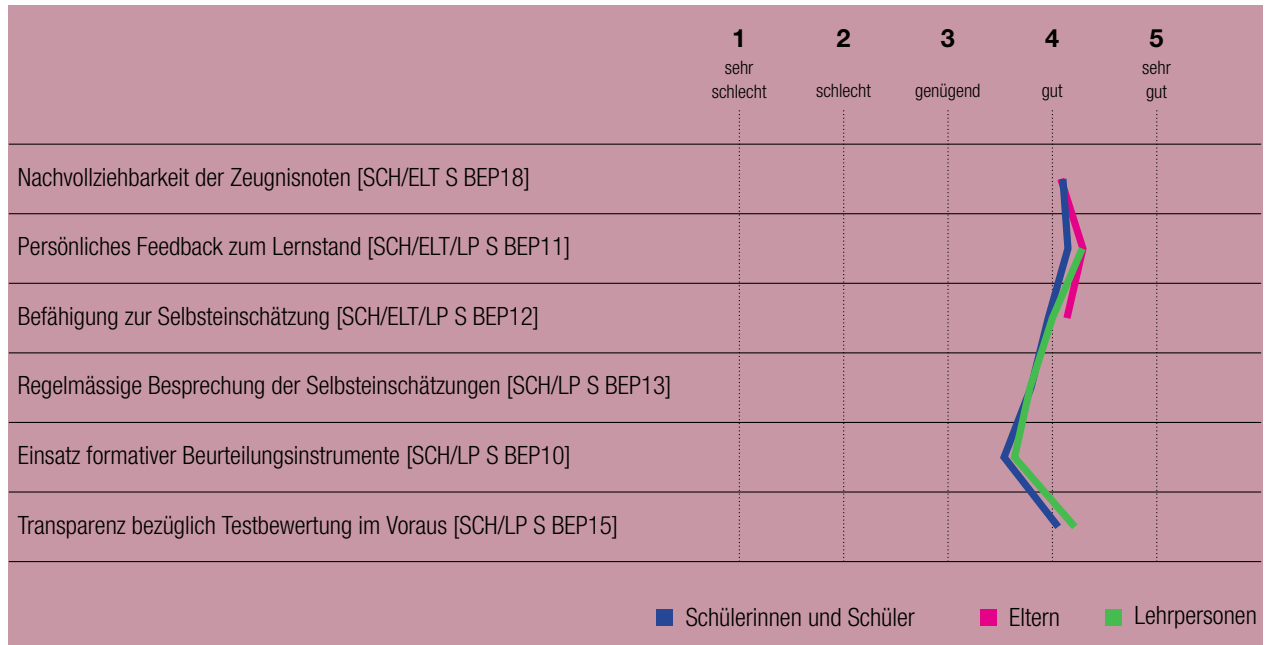 1 2 3 4 5
sehr schlecht schlecht genügend gut sehr gut
Nachvollziehbarkeit der Zeugnisnoten [SCH/ELT S BEP18]
Persönliches Feedback zum Lernstand [SCH/ELT/LP S BEP11]
Befähigung zur Selbsteinschätzung [SCH/ELT/LP S BEP12]
Regelmässige Besprechung der Selbsteinschätzungen [SCH/LP S BEP13]
Einsatz formativer Beurteilungsinstrumente [SCH/LP S BEP10]
Transparenz bezüglich Testbewertung im Voraus [SCH/LP S BEP15]
Schülerinnen und Schüler Eltern Lehrpersonen